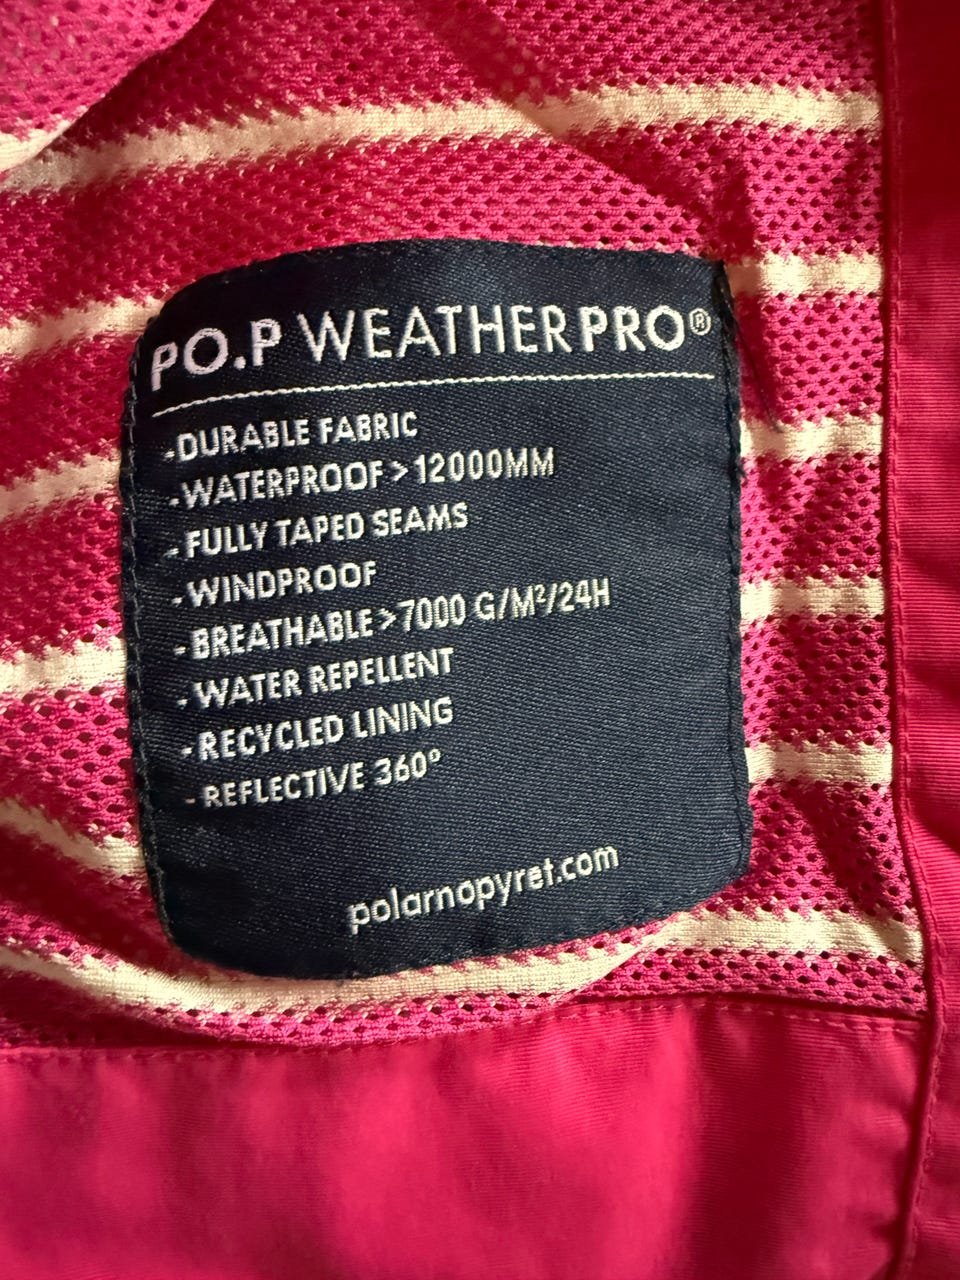 PO.P WEATHERPRO®
-DURABLE FABRIC
-WATERPROOF>12000MM
-FULLY TAPED SEAMS
-WINDPROOF
-BREATHABLE>7000 G/M²/24H
-WATER REPELLENT
-RECYCLED LINING
-REFLECTIVE 360°
polarnopyret.com